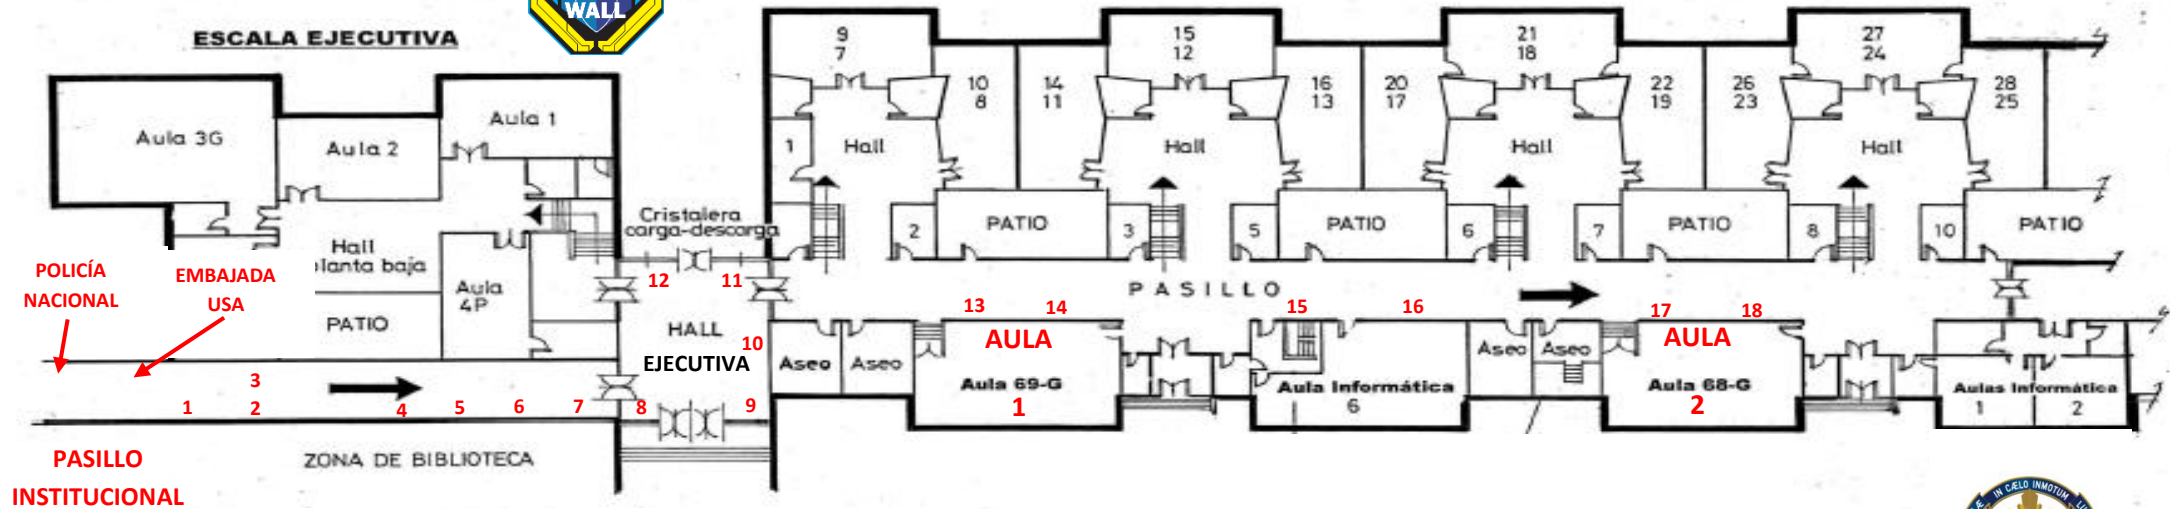 WALL
ESCALA EJECUTIVA
Aula 3G
Aula 2
Aula 1
Hall
planta baja
PATIO
Aula
4P
Cristalera
carga-descarga
12
11
HALL
EJECUTIVA
10
POLICÍA
NACIONAL
EMBAJADA
USA
1
2
3
4
5
6
7
8
9
PASILLO
INSTITUCIONAL
ZONA DE BIBLIOTECA
9
7
1
Hall
10
8
14
11
2
PATIO
3
15
12
Hall
16
13
20
17
5
PATIO
6
21
18
Hall
22
19
26
23
7
PATIO
8
27
24
Hall
28
25
10
PATIO
PASILLO
13
14
15
16
17
18
Aseo
Aseo
AULA
Aula 69-G
1
Aula Informática
6
Aseo
Aseo
AULA
Aula 68-G
2
Aulas Informática
1
2
IN CÆLO INMOTUM